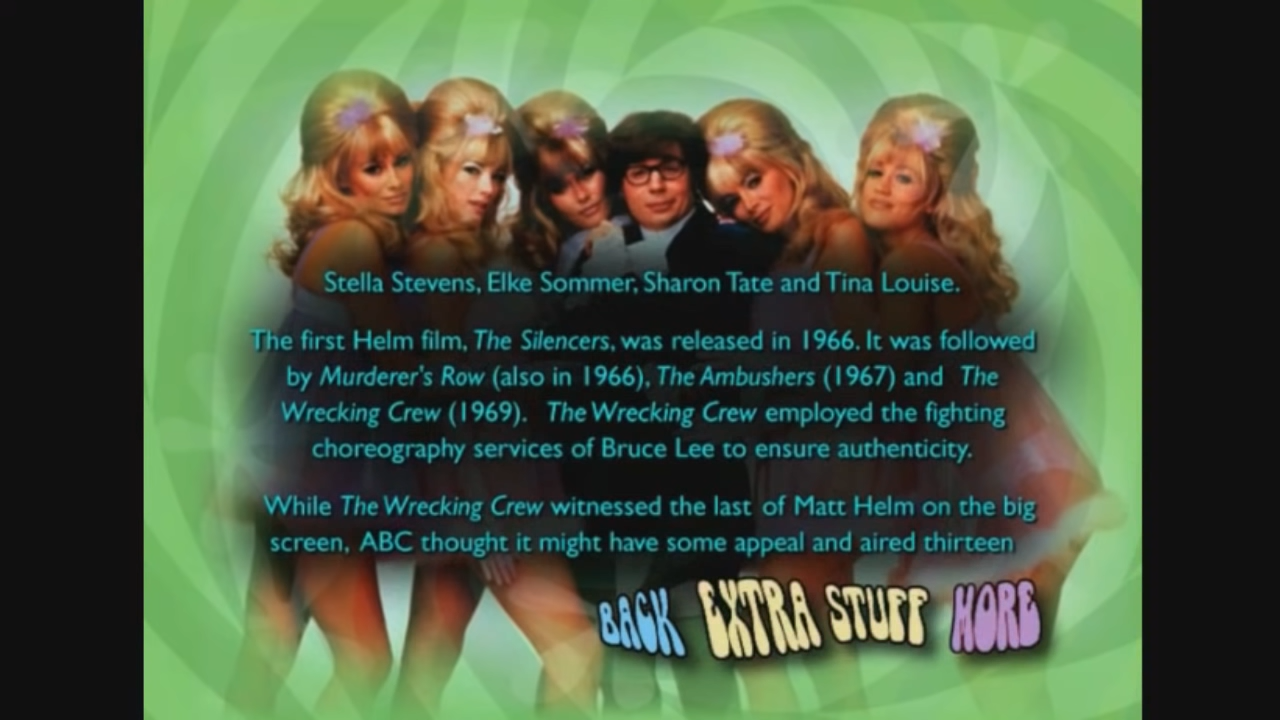 Stella Stevens, Elke Sommer, Sharon Tate and Tina Louise.
The first Helm film, The Silencers, was released in 1966. It was followed
by Murderer's Row (also in 1966), The Ambushers (1967) and The
Wrecking Crew (1969). The Wrecking Crew employed the fighting
choreography services of Bruce Lee to ensure authenticity.
While The Wrecking Crew witnessed the last of Matt Helm on the big
screen, ABC thought it might have some appeal and aired thirteen
BACK EXTRA STUFF MORE